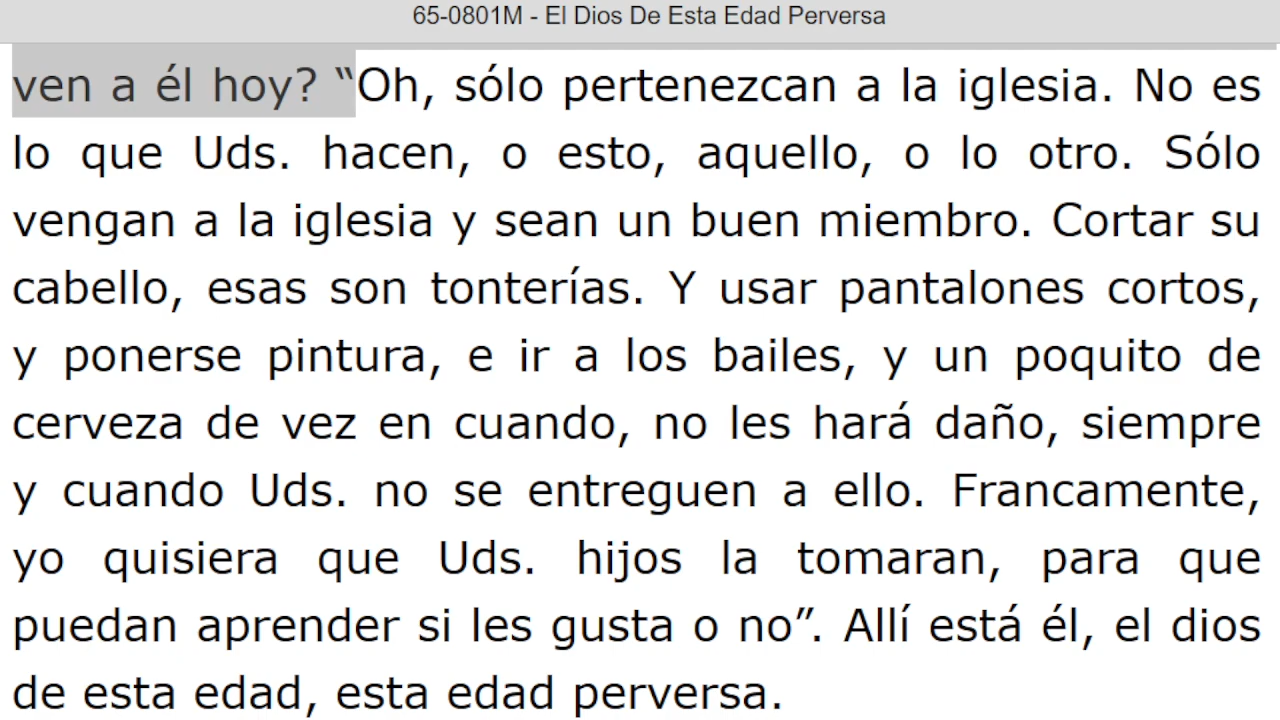 65-0801M - El Dios De Esta Edad Perversa
ven a él hoy? “Oh, sólo pertenezcan a la iglesia. No es
lo que Uds. hacen, o esto, aquello, o lo otro. Sólo
vengan a la iglesia y sean un buen miembro. Cortar su
cabello, esas son tonterías. Y usar pantalones cortos,
y ponerse pintura, e ir a los bailes, y un poquito de
cerveza de vez en cuando, no les hará daño, siempre
y cuando Uds. no se entreguen a ello. Francamente,
yo quisiera que Uds. hijos la tomaran, para que
puedan aprender si les gusta o no”. Allí está él, el dios
de esta edad, esta edad perversa.